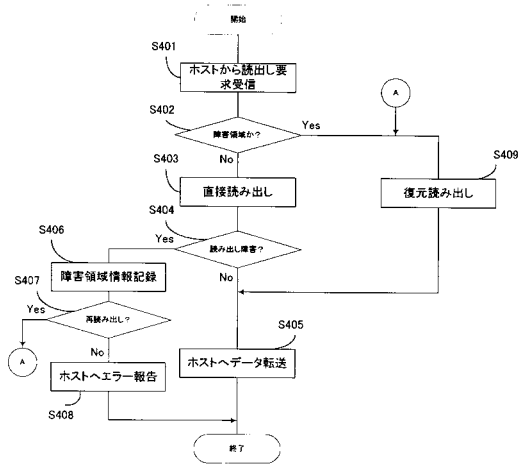 開始
S401
ホストから読出し要
求受信
A
S402
障害領域か?
Yes
No
S403
S409
直接読み出し
復元読み出し
S404
Yes
読み出し障害?
No
S406
障害領域情報記録
S407
Yes
再読み出し?
No
A
S405
ホストへデータ転送
ホストへエラー報告
S408
終了